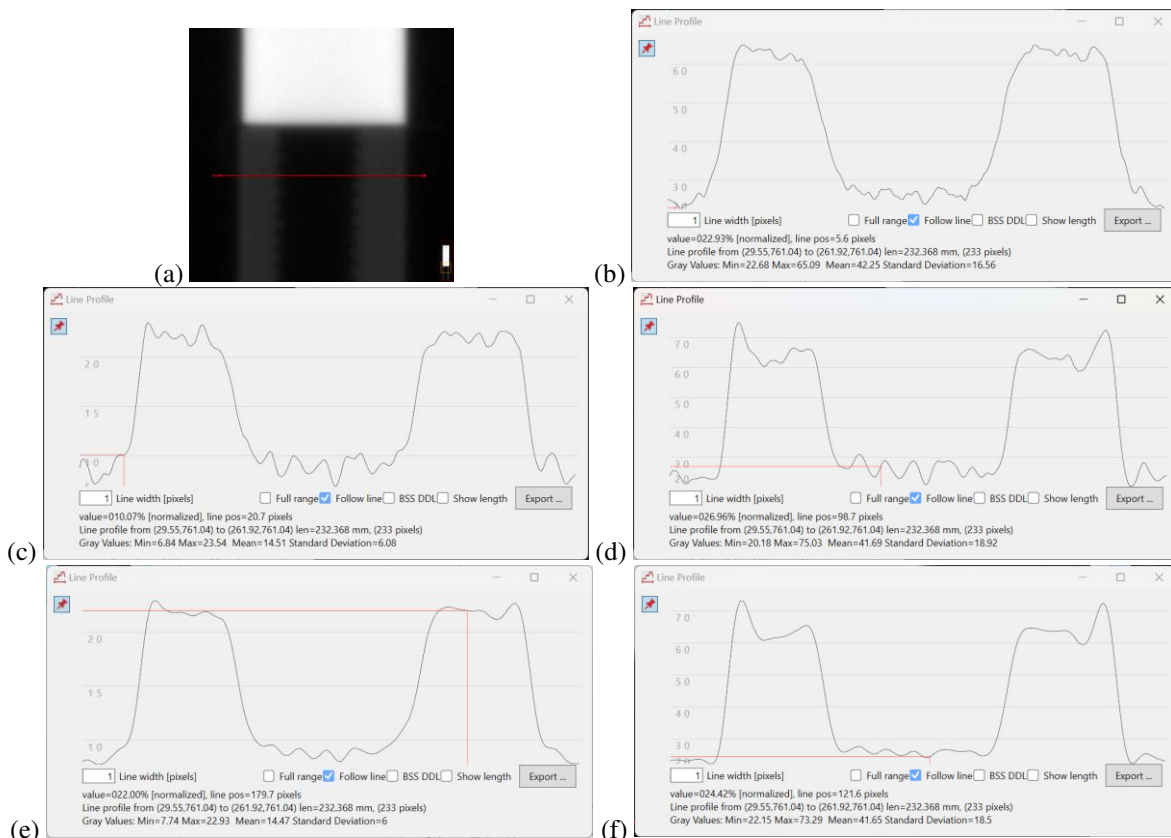 (a)
(b)
Line Profile
60
40
30
20
1 Line width [pixels] Full range Follow line BSS DDL Show length Export ...
value=022.93% [normalized], line pos=5.6 pixels
Line profile from (29.55,761.04) to (261.92,761.04) len=232.368 mm, (233 pixels)
Gray Values: Min=22.68 Max=65.09 Mean=42.25 Standard Deviation=16.56
(c)
Line Profile
20
15
10
1 Line width [pixels] Full range Follow line BSS DDL Show length Export ...
value=010.07% [normalized], line pos=20.7 pixels
Line profile from (29.55,761.04) to (261.92,761.04) len=232.368 mm, (233 pixels)
Gray Values: Min=6.84 Max=23.54 Mean=14.51 Standard Deviation=6.08
(d)
Line Profile
70
60
50
40
30
20
1 Line width [pixels] Full range Follow line BSS DDL Show length Export ...
value=026.96% [normalized], line pos=98.7 pixels
Line profile from (29.55,761.04) to (261.92,761.04) len=232.368 mm, (233 pixels)
Gray Values: Min=20.18 Max=75.03 Mean=41.69 Standard Deviation=18.92
(e)
Line Profile
20
15
10
1 Line width [pixels] Full range Follow line BSS DDL Show length Export ...
value=022.00% [normalized], line pos=179.7 pixels
Line profile from (29.55,761.04) to (261.92,761.04) len=232.368 mm, (233 pixels)
Gray Values: Min=7.74 Max=22.93 Mean=14.47 Standard Deviation=6
(f)
Line Profile
70
60
50
40
30
1 Line width [pixels] Full range Follow line BSS DDL Show length Export ...
value=024.42% [normalized], line pos=121.6 pixels
Line profile from (29.55,761.04) to (261.92,761.04) len=232.368 mm, (233 pixels)
Gray Values: Min=22.15 Max=73.29 Mean=41.65 Standard Deviation=18.5